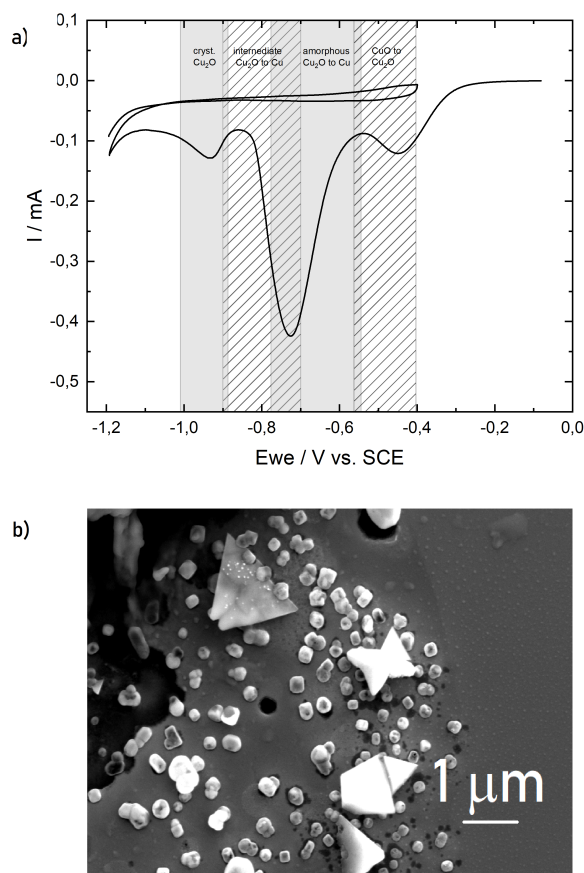 a)
0,1
0,0
-0,1
-0,2
-0,3
-0,4
-0,5
I / mA
cryst.
Cu₂O
intermediate
Cu₂O to Cu
amorphous
Cu₂O to Cu
CuO to
Cu₂O
-1,2 -1,0 -0,8 -0,6 -0,4 -0,2 0,0
Ewe / V vs. SCE
b)
1 μm